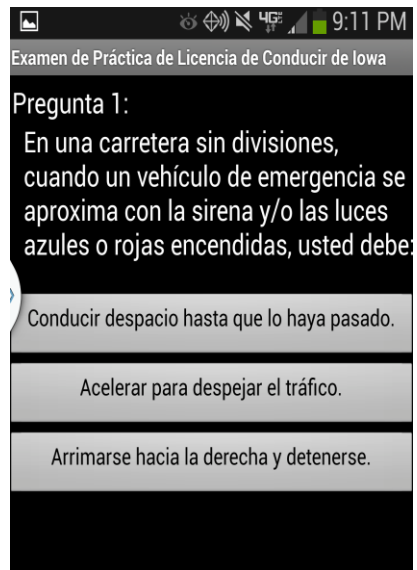 4G 9:11 PM
Examen de Práctica de Licencia de Conducir de Iowa
Pregunta 1:
En una carretera sin divisiones,
cuando un vehículo de emergencia se
aproxima con la sirena y/o las luces
azules o rojas encendidas, usted debe:
Conducir despacio hasta que lo haya pasado.
Acelerar para despejar el tráfico.
Arrimarse hacia la derecha y detenerse.